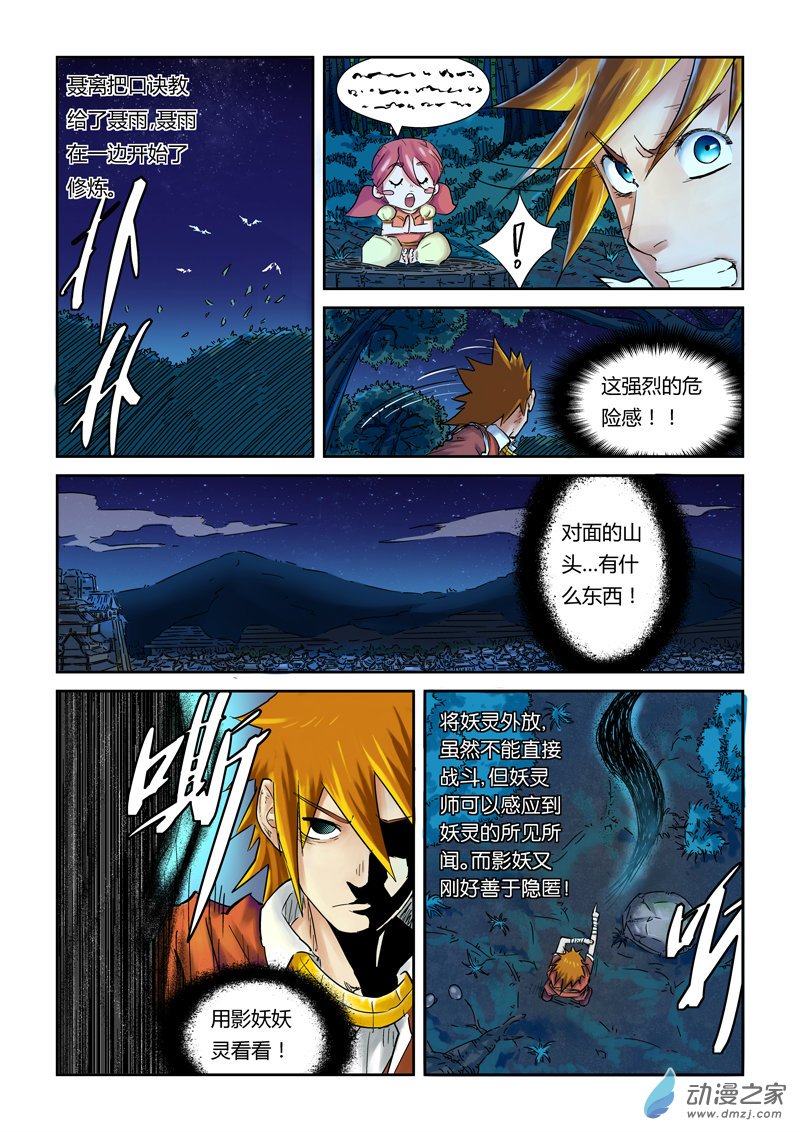 聂离把口诀教
给了聂雨,聂雨
在一边开始了
修炼。
扑
扑
!
这强烈的危
险感！！
对面的山
头...有什
么东西！
嘶
用影妖妖
灵看看！
将妖灵外放,
虽然不能直接
战斗,但妖灵
师可以感应到
妖灵的所见所
闻。而影妖又
刚好善于隐匿!
动漫之家
www.dmzj.com